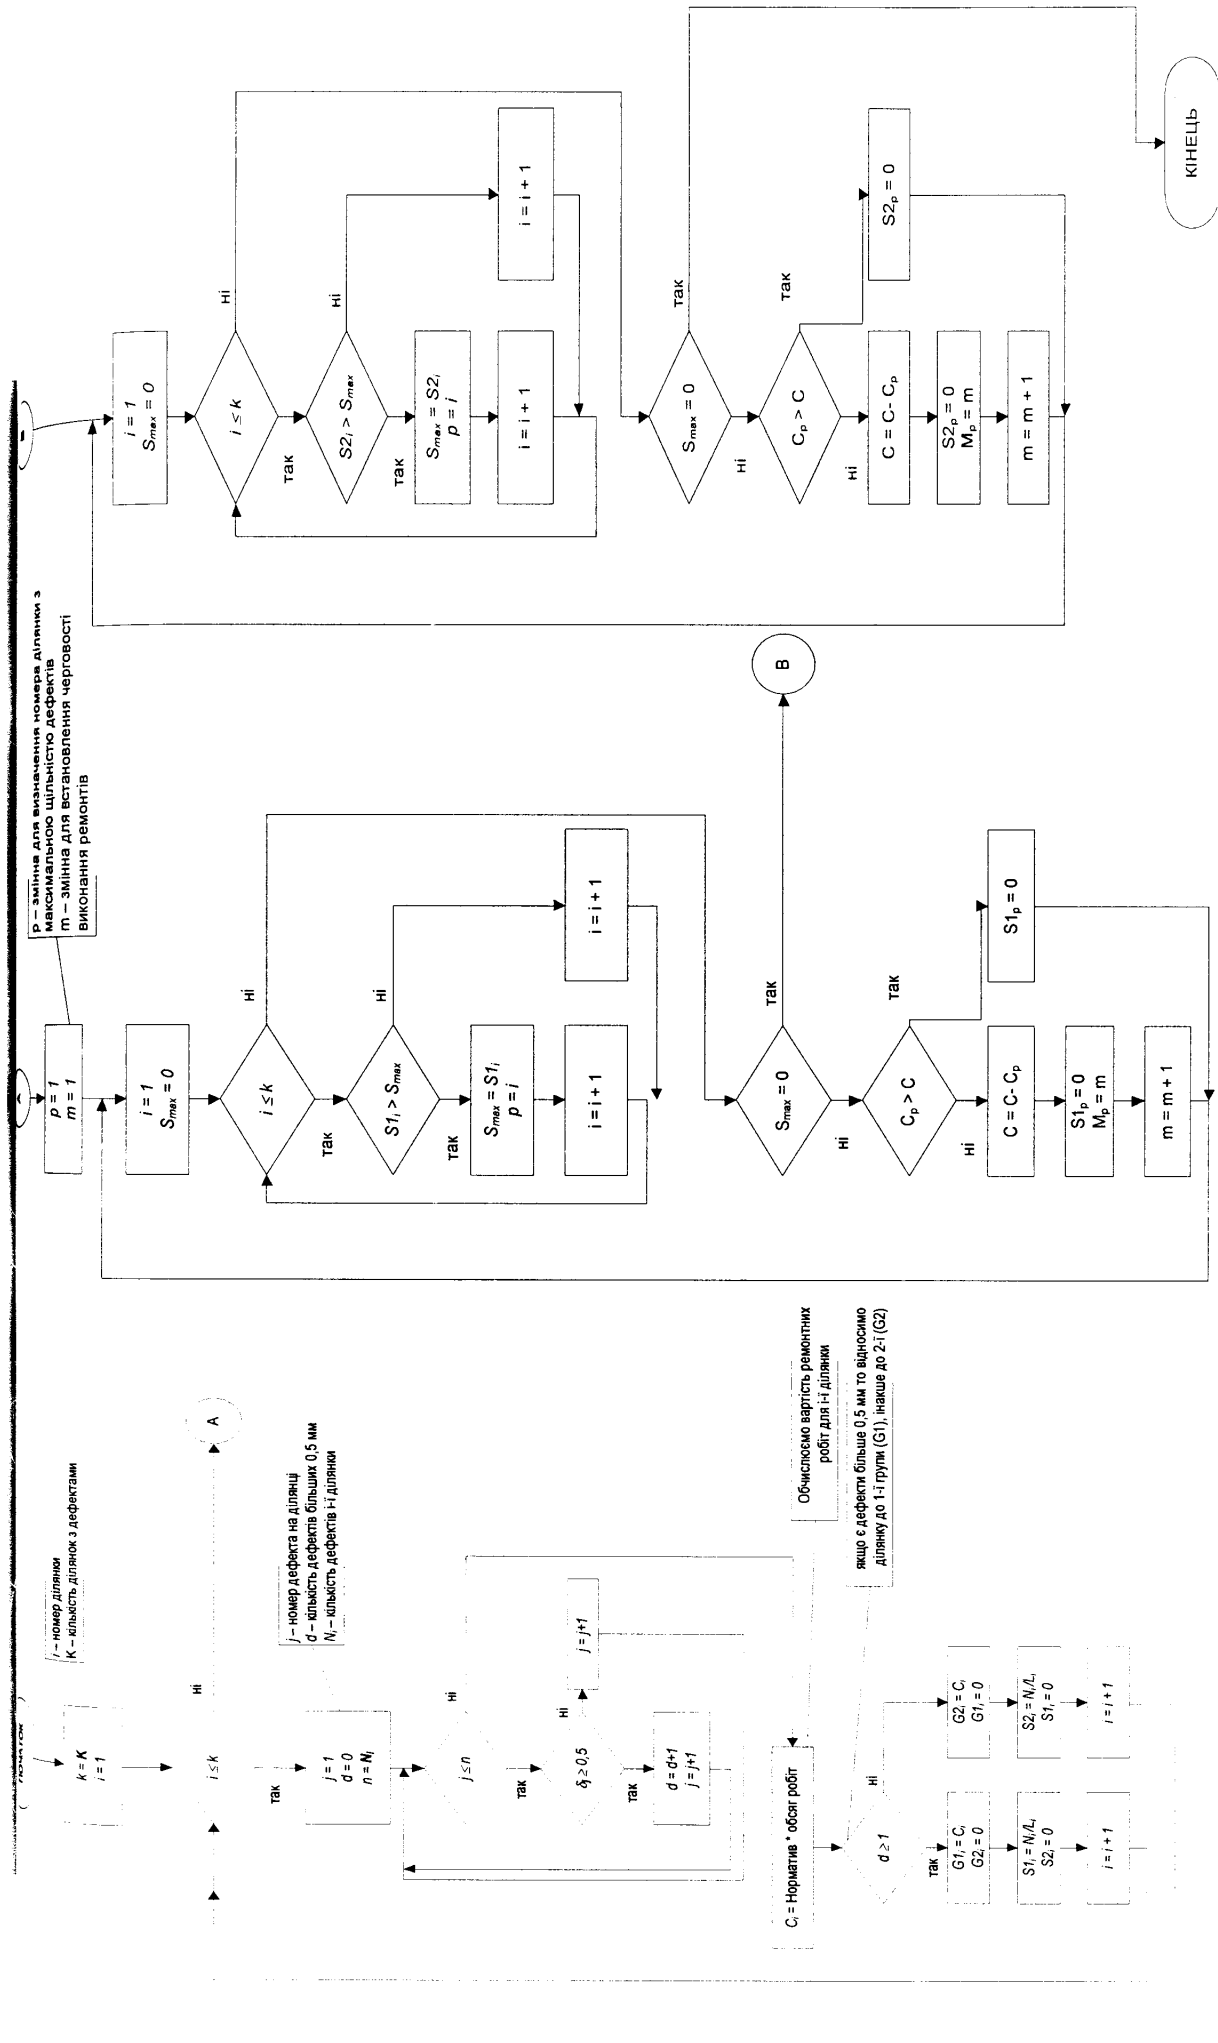 k = K
i = 1
i – номер ділянки
K – кількість ділянок з дефектами
i ≤ k
ні
A
так
j = 1
d = 0
n = Nᵢ
j – номер дефекта на ділянці
d – кількість дефектів більших 0,5 мм
Nᵢ – кількість дефектів і-ї ділянки
j ≤ n
ні
так
δⱼ ≥ 0,5
ні
j = j+1
так
d = d+1
j = j+1
Cᵢ = Норматив * обсяг робіт
Обчислюємо вартість ремонтних
робіт для і-ї ділянки
d ≥ 1
ні
так
якщо є дефекти більше 0,5 мм то відносимо
ділянку до 1-ї групи (G1), інакше до 2-ї (G2)
G1ᵢ = Cᵢ
G2ᵢ = 0
G2ᵢ = Cᵢ
G1ᵢ = 0
S1ᵢ = Nᵢ/Lᵢ
S2ᵢ = 0
S2ᵢ = Nᵢ/Lᵢ
S1ᵢ = 0
i = i + 1
i = i + 1
p = 1
m = 1
P – змінна для визначення номера ділянки з
максимальною щільністю дефектів
m – змінна для встановлення черговості
виконання ремонтів
i = 1
Sₘₐₓ = 0
i ≤ k
ні
так
S1ᵢ > Sₘₐₓ
ні
так
Sₘₐₓ = S1ᵢ
p = i
i = i + 1
i = i + 1
Sₘₐₓ = 0
так
B
ні
Cₚ > C
так
ні
C = C- Cₚ
S1ₚ = 0
S1ₚ = 0
Mₚ = m
m = m + 1
i = 1
Sₘₐₓ = 0
i ≤ k
ні
так
S2ᵢ > Sₘₐₓ
ні
так
Sₘₐₓ = S2ᵢ
p = i
i = i + 1
i = i + 1
Sₘₐₓ = 0
так
ні
Cₚ > C
так
ні
C = C- Cₚ
S2ₚ = 0
S2ₚ = 0
Mₚ = m
m = m + 1
КІНЕЦЬ